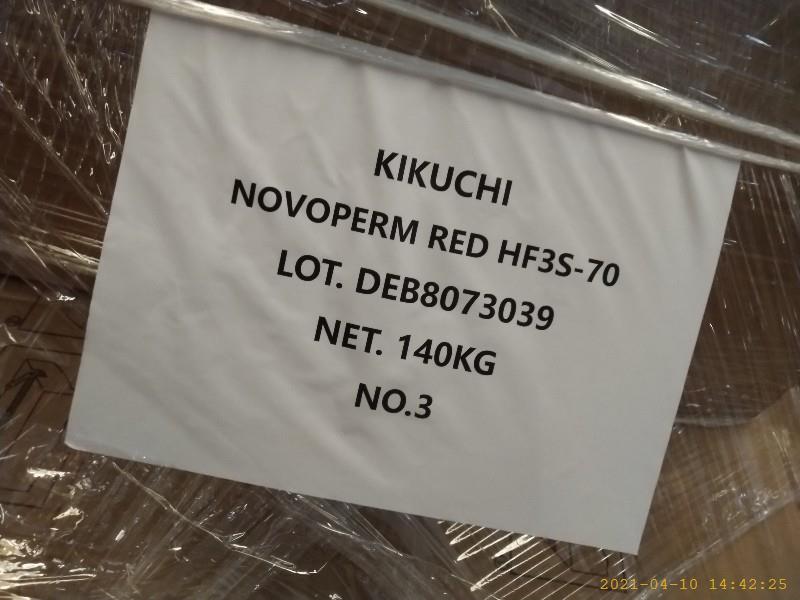 KIKUCHI
NOVOPERM RED HF3S-70
LOT. DEB8073039
NET. 140KG
NO.3
2021-04-10 14:42:25